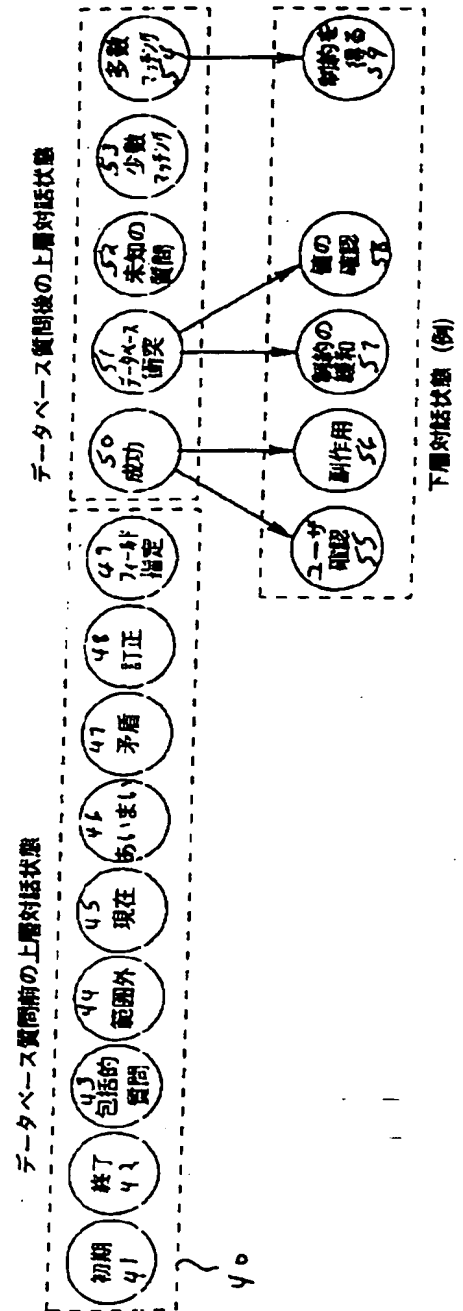 データベース質問前の上層対話状態
初期
41
終了
42
43
包括的
質問
44
範囲外
45
現在
46
あいまい
47
矛盾
48
訂正
49
フィールド
指定
40
データベース質問後の上層対話状態
50
成功
51
データベース
衝突
52
未知の
質問
53
少数
マッチング
多数
マッチング
54
ユーザ
確認
55
副作用
56
制約の
緩和
57
値の
確認
58
制約を
得る
59
下層対話状態 (例)